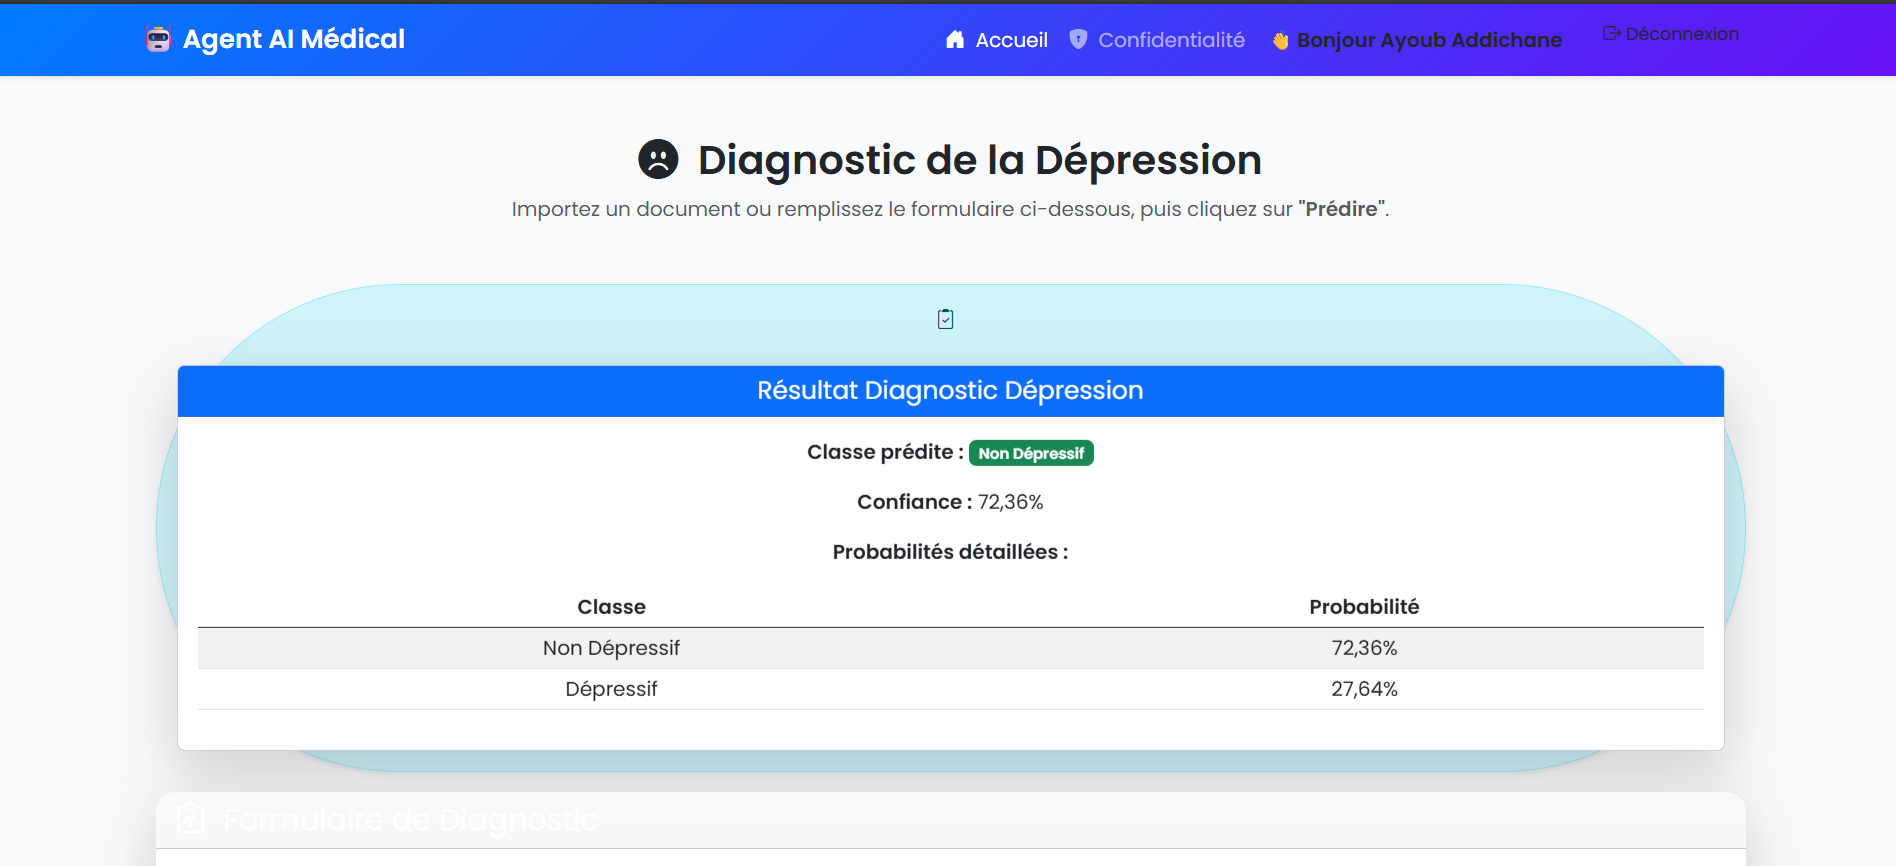 Agent AI Médical
Accueil
Confidentialité
Bonjour Ayoub Addichane
Déconnexion
Diagnostic de la Dépression
Importez un document ou remplissez le formulaire ci-dessous, puis cliquez sur "Prédire".
Résultat Diagnostic Dépression
Classe prédite : Non Dépressif
Confiance : 72,36%
Probabilités détaillées :
Classe Probabilité
Non Dépressif 72,36%
Dépressif 27,64%
Formulaire de Diagnostic